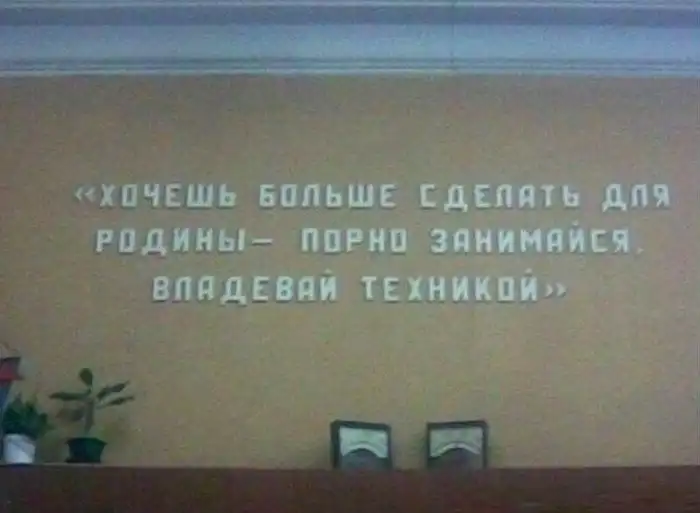 «ХОЧЕШЬ БОЛЬШЕ СДЕЛАТЬ ДЛЯ
РОДИНЫ— ПОРНО ЗАНИМАЙСЯ,
ВЛАДЕВАЙ ТЕХНИКОЙ»